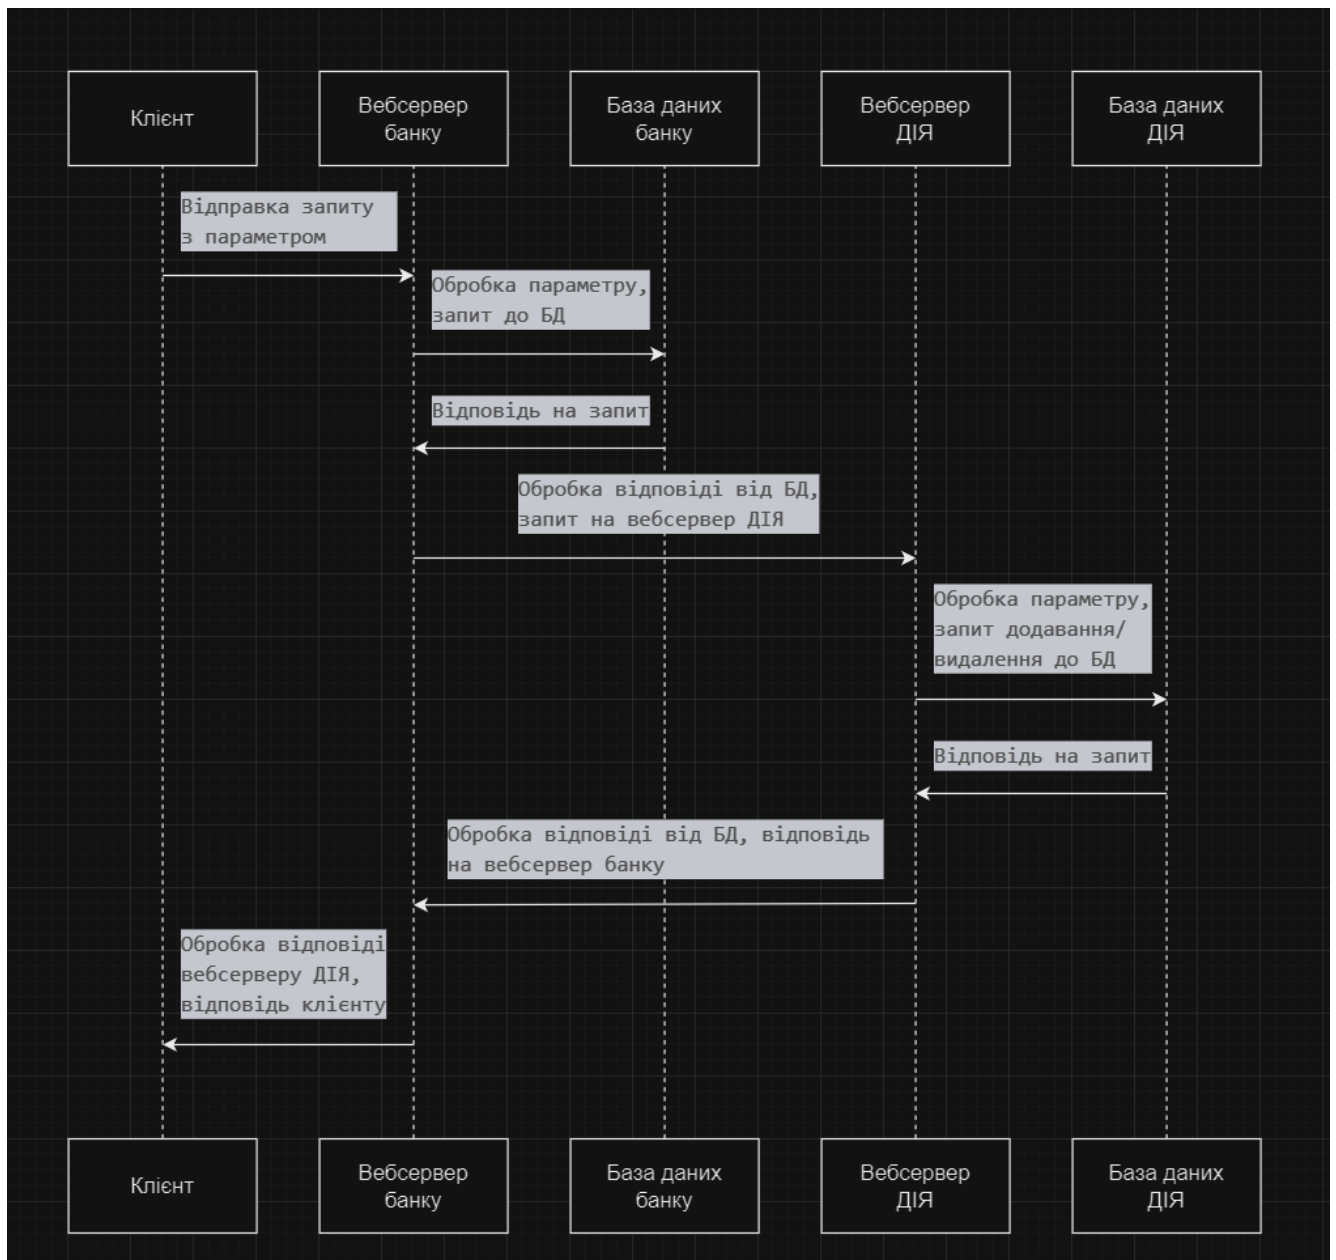 Клієнт
Вебсервер
банку
База даних
банку
Вебсервер
ДІЯ
База даних
ДІЯ
Відправка запиту
з параметром
Обробка параметру,
запит до БД
Відповідь на запит
Обробка відповіді від БД,
запит на вебсервер ДІЯ
Обробка параметру,
запит додавання/
видалення до БД
Відповідь на запит
Обробка відповіді від БД, відповідь
на вебсервер банку
Обробка відповіді
вебсерверу ДІЯ,
відповідь клієнту
Клієнт
Вебсервер
банку
База даних
банку
Вебсервер
ДІЯ
База даних
ДІЯ